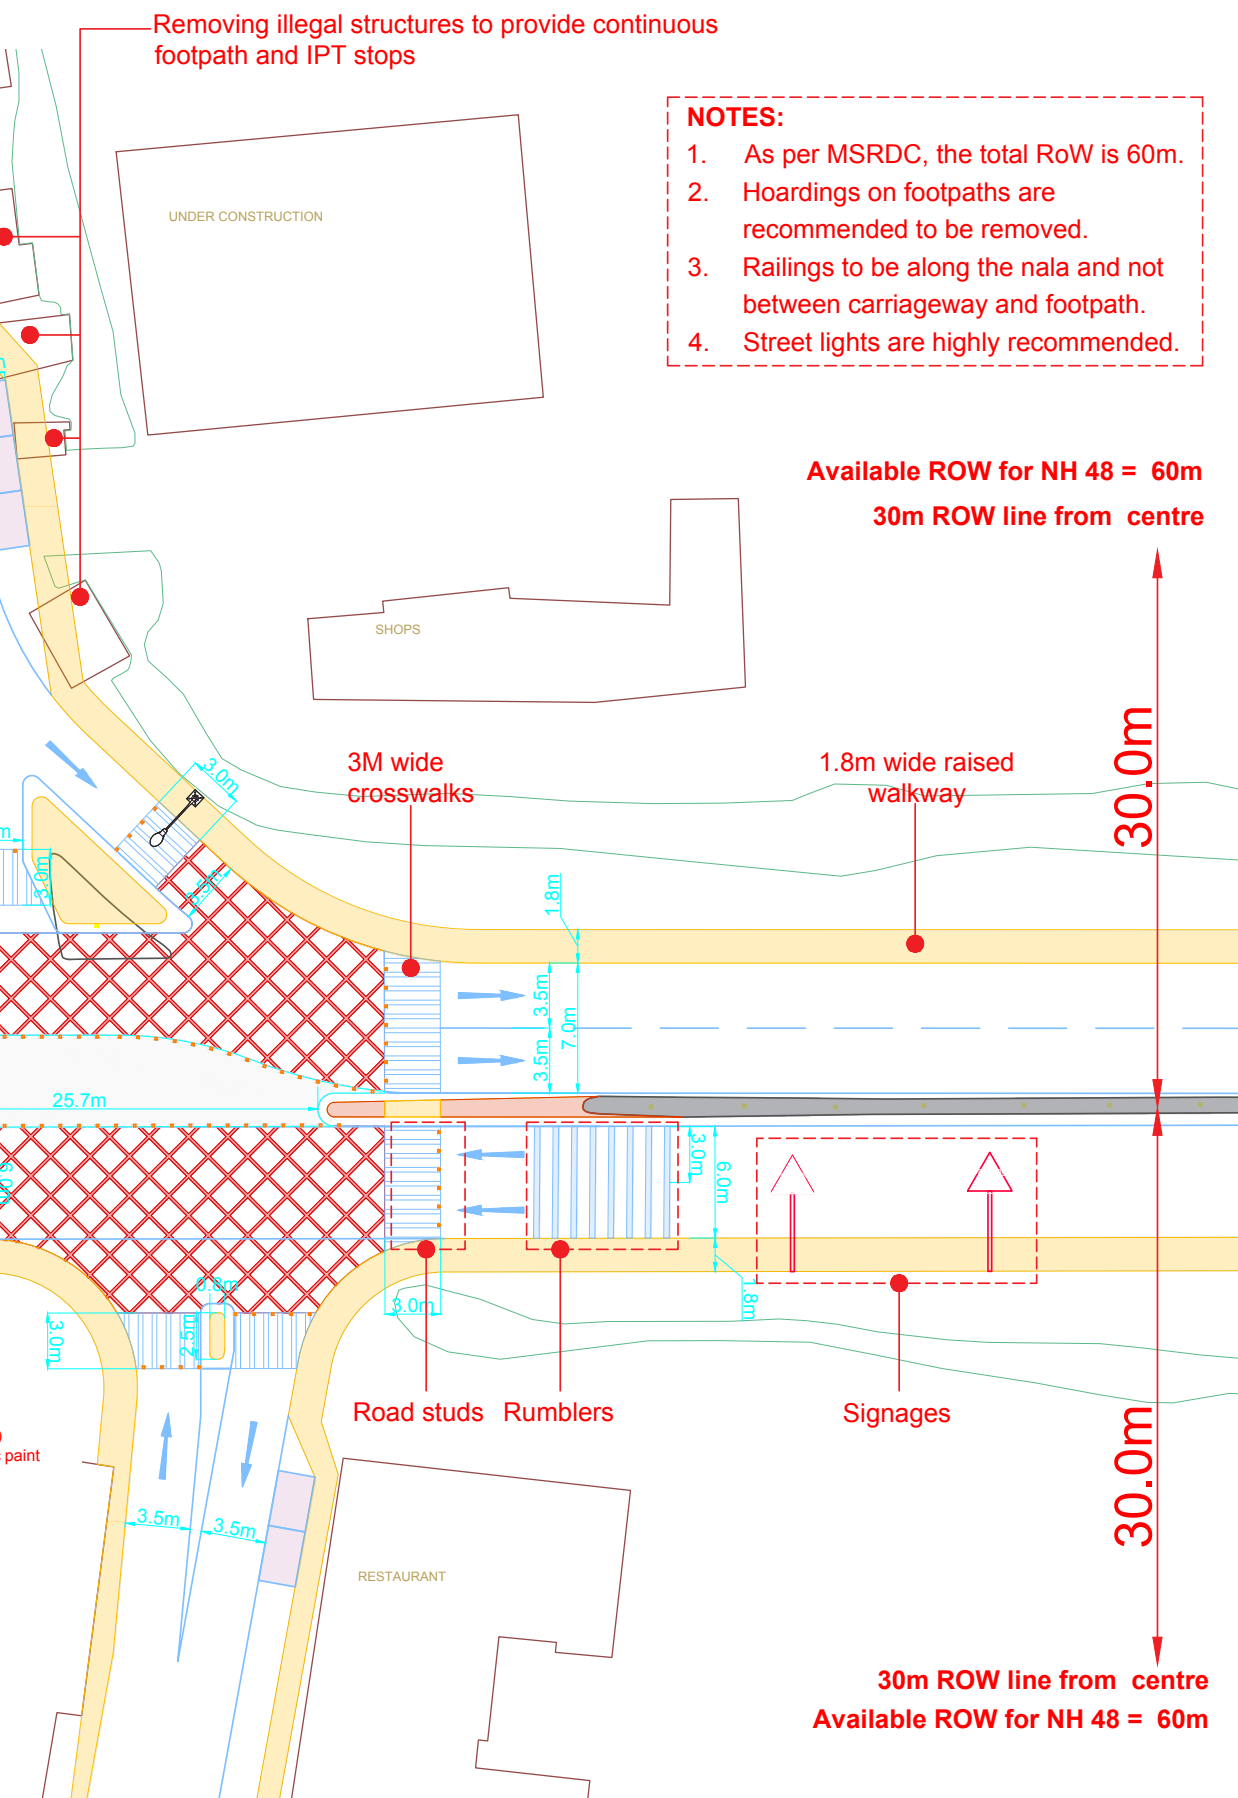 Removing illegal structures to provide continuous
footpath and IPT stops
NOTES:
1. As per MSRDC, the total RoW is 60m.
2. Hoardings on footpaths are
recommended to be removed.
3. Railings to be along the nala and not
between carriageway and footpath.
4. Street lights are highly recommended.
UNDER CONSTRUCTION
Available ROW for NH 48 = 60m
30m ROW line from centre
SHOPS
30.0m
3M wide
crosswalks
1.8m wide raised
walkway
3.0m
3.0m
3.5m
1.8m
3.5m
7.0m
3.5m
25.7m
3.0m
6.0m
6.0m
0.8m
3.0m
2.5m
3.0m
1.8m
Road studs
Rumblers
Signages
30.0m
paint
3.5m
3.5m
RESTAURANT
30m ROW line from centre
Available ROW for NH 48 = 60m